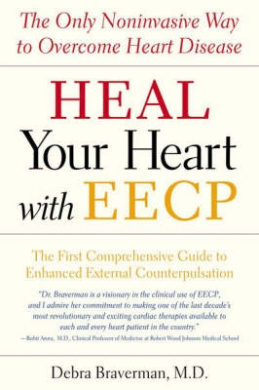 The Only Noninvasive Way
to Overcome Heart Disease
HEAL
Your Heart
with EECP
The First Comprehensive Guide to
Enhanced External Counterpulsation
"Dr. Braverman is a visionary in the clinical use of EECP,
and I admire her commitment to making one of the last decade's
most revolutionary and exciting cardiac therapies available to
each and every heart patient in the country."
—Rohit Arora, M.D., Clinical Professor of Medicine at Robert Wood Johnson Medical School
Debra Braverman, M.D.